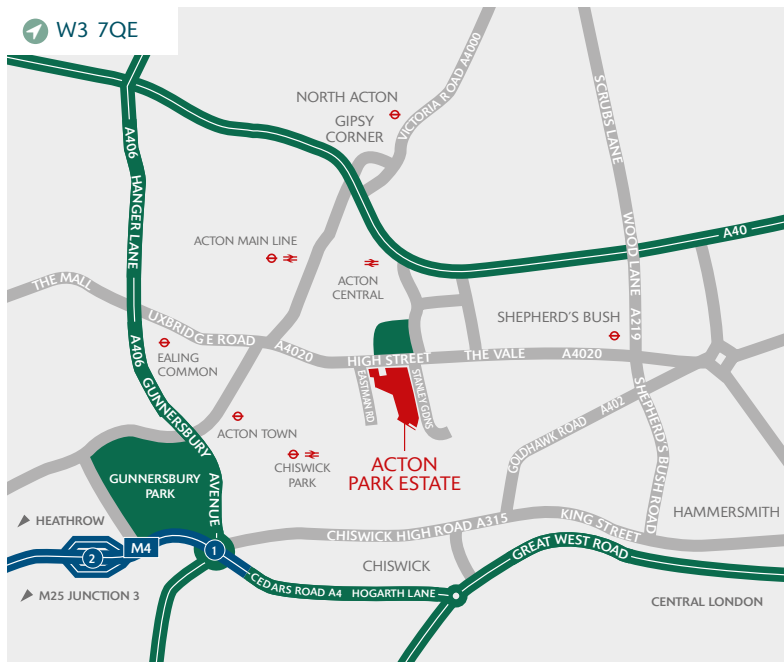 W3 7QE
NORTH ACTON
GIPSY
CORNER
VICTORIA ROAD A4000
SCRUBS LANE
A406
HANGER LANE
A406
GUNNERSBURY
AVENUE
ACTON MAIN LINE
ACTON
CENTRAL
A40
WOOD LANE
A219
THE MALL
UXBRIDGE ROAD
A4020
HIGH STREET
THE VALE
A4020
SHEPHERD'S BUSH
EALING
COMMON
EASTMAN RD
STANLEY GDNS
SHEPHERD'S BUSH ROAD
A402
GOLDHAWK ROAD
ACTON TOWN
CHISWICK
PARK
ACTON
PARK ESTATE
GUNNERSBURY
PARK
HEATHROW
M4
2
1
M25 JUNCTION 3
CHISWICK HIGH ROAD A315
KING STREET
HAMMERSMITH
CHISWICK
GREAT WEST ROAD
CEDARS ROAD A4
HOGARTH LANE
CENTRAL LONDON